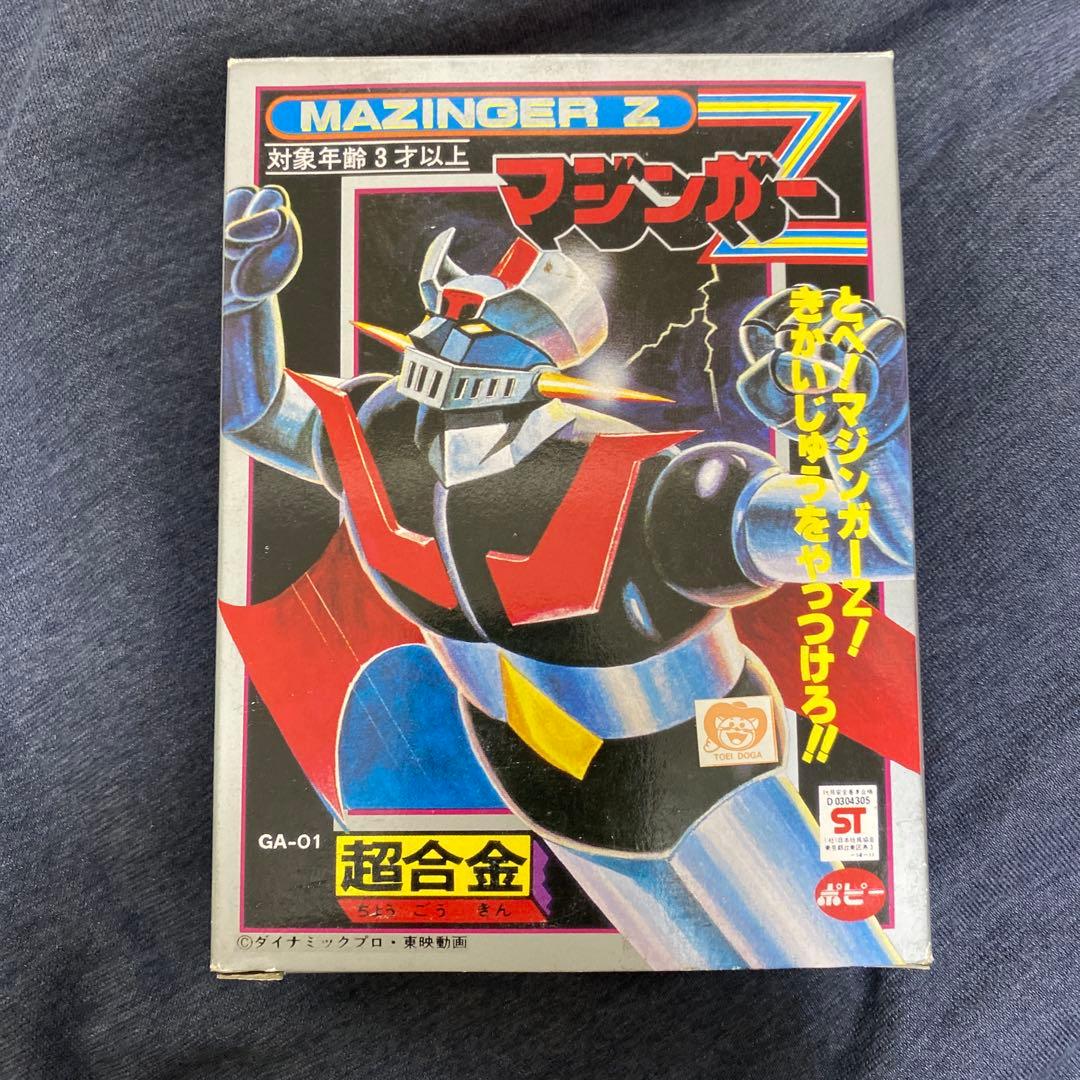 MAZINGER Z
対象年齢3才以上
マジンガーZ
とべ!マジンガーZ!
きかいじゅうをやっつけろ!!
TOEI DOGA
D0304305
ST
GA-01
超合金
ちょう ごう きん
ポピー
©ダイナミックプロ・東映動画